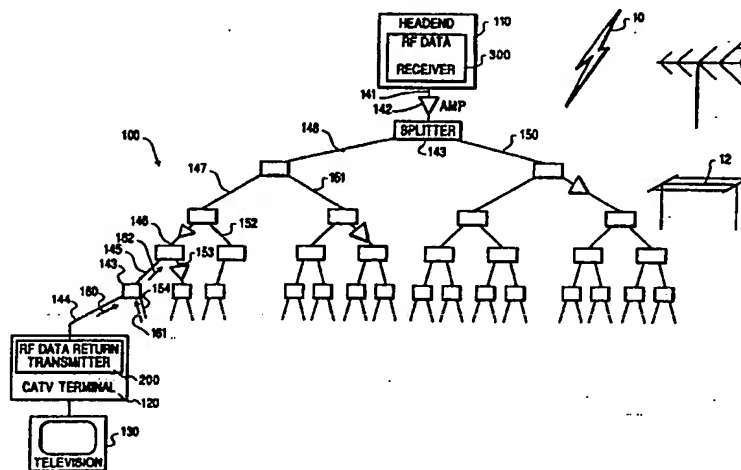 HEADEND
110
RF DATA
RECEIVER
300
10
141
142
AMP
148
SPLITTER
143
150
100
147
161
12
146
152
162
145
153
143
154
160
144
161
RF DATA RETURN
TRANSMITTER
200
CATV TERMINAL
120
130
TELEVISION